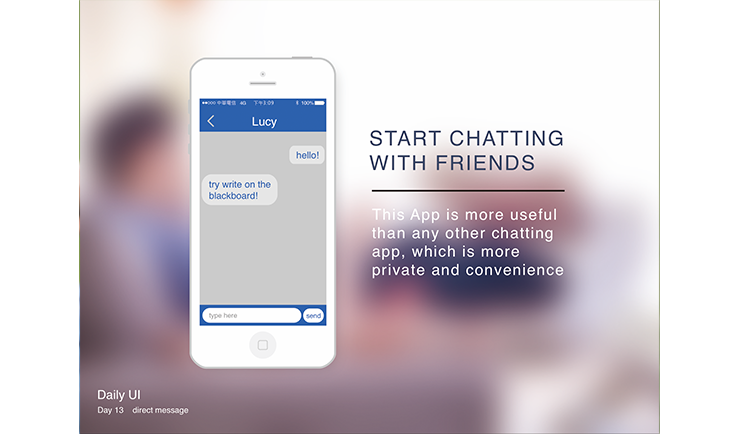 中華電信 4G 下午3:09 100%
Lucy
hello!
try write on the
blackboard!
type here
send
START CHATTING
WITH FRIENDS
This App is more useful
than any other chatting
app, which is more
private and convenience
Daily UI
Day 13 direct message